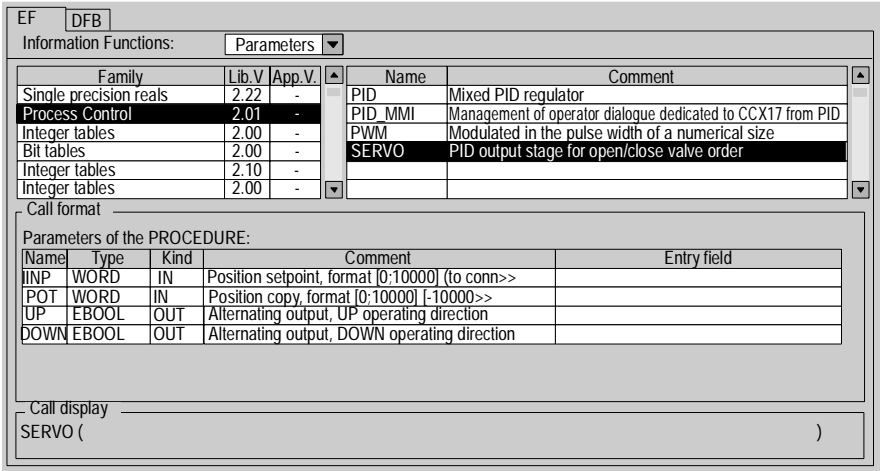 EF DFB
Information Functions: Parameters
Family Lib.V App.V. Name Comment
Single precision reals 2.22 - PID Mixed PID regulator
Process Control 2.01 - PID_MMI Management of operator dialogue dedicated to CCX17 from PID
Integer tables 2.00 - PWM Modulated in the pulse width of a numerical size
Bit tables 2.00 - SERVO PID output stage for open/close valve order
Integer tables 2.10 -
Integer tables 2.00 -
Call format
Parameters of the PROCEDURE:
Name Type Kind Comment Entry field
IINP WORD IN Position setpoint, format [0;10000] (to conn>>
POT WORD IN Position copy, format [0;10000] [-10000>>
UP EBOOL OUT Alternating output, UP operating direction
DOWN EBOOL OUT Alternating output, DOWN operating direction
Call display
SERVO ( )